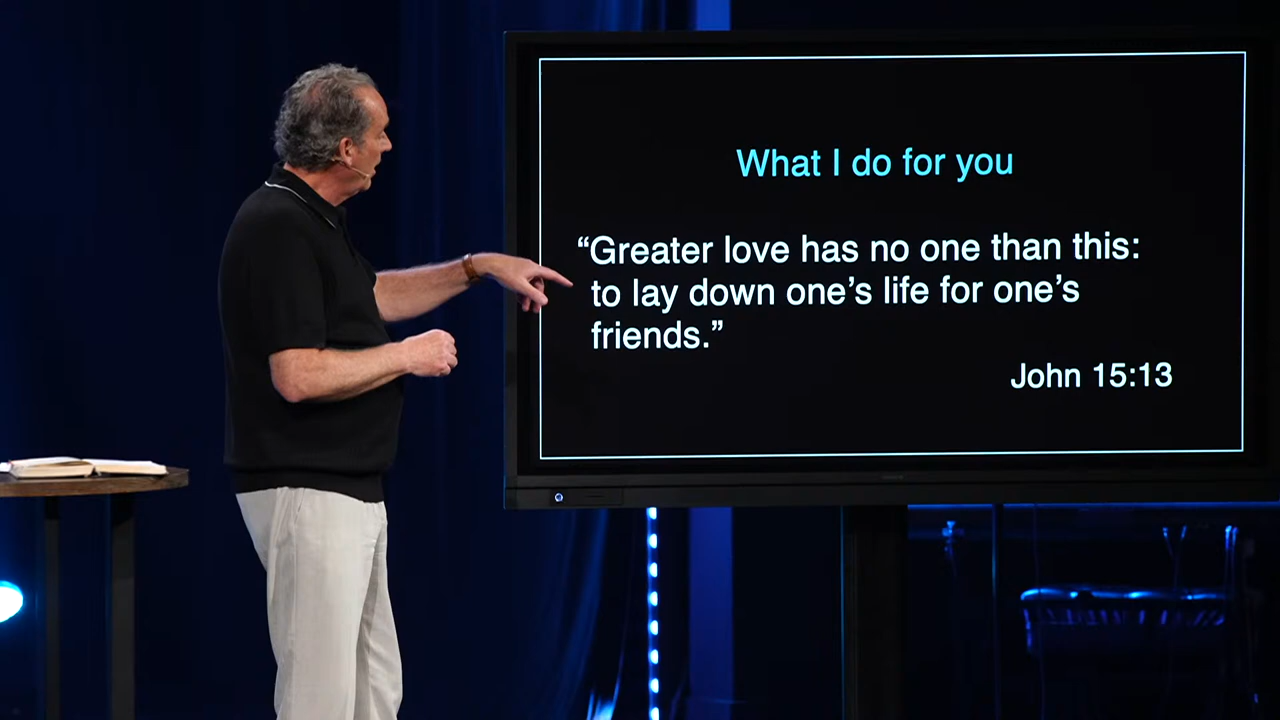 What I do for you
“Greater love has no one than this:
to lay down one’s life for one’s
friends.”
John 15:13